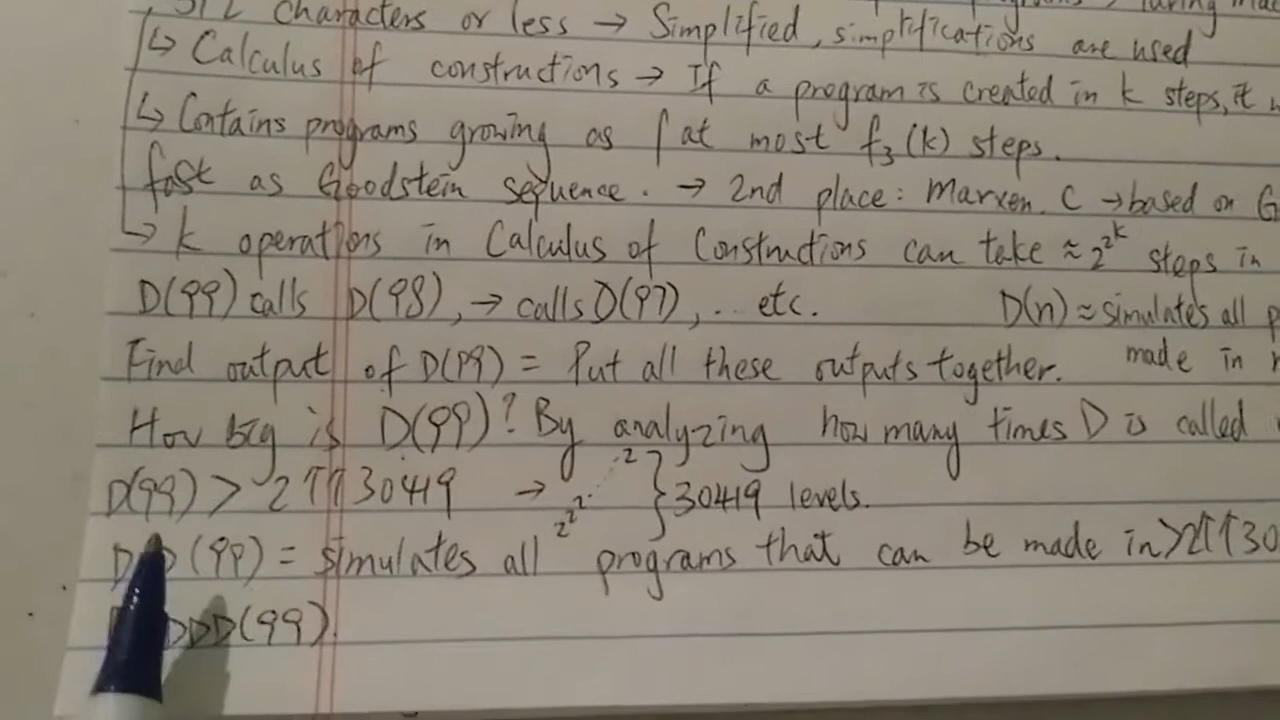 512 characters or less → Simplified, simplifications are used
↳ Calculus of constructions → If a program is created in k steps, it
↳ Contains programs growing as at most f₃(k) steps.
fast as Goodstein sequence. → 2nd place: Marxen. C → based on G
↳ k operations in Calculus of Constructions can take ≈ 2^2^k steps in
D(99) calls D(98), → calls D(97), ... etc. D(n) ≈ simulates all
Find output of D(99) = Put all these outputs together. made in
How big is D(99)? By analyzing how many times D is called
D(99) > 2↑↑30419 → 2^2^2^⋰^2 } 30419 levels.
DD(99) = simulates all programs that can be made in > 2↑↑30
DDD(99)